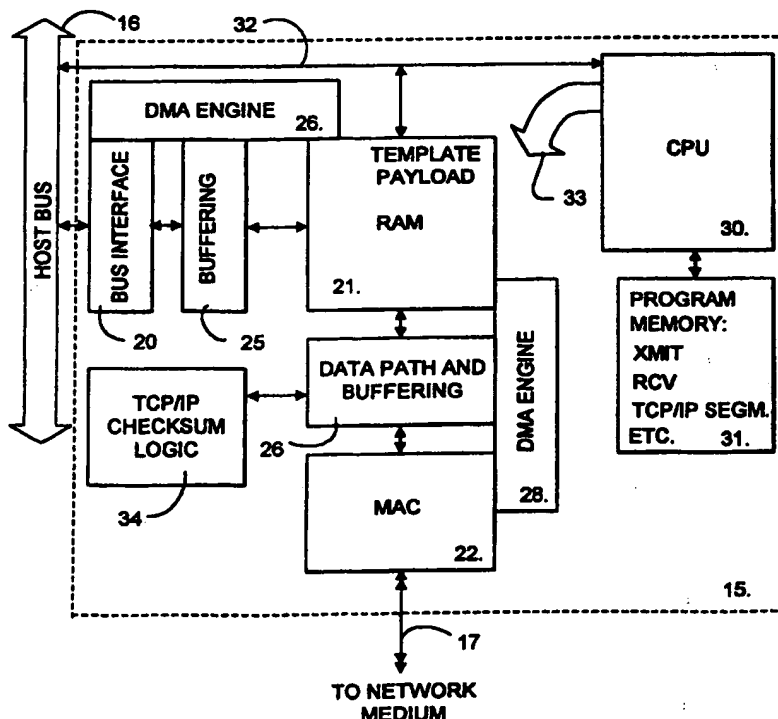 16
32
15
DMA ENGINE
26.
HOST BUS
BUS INTERFACE
BUFFERING
TEMPLATE
PAYLOAD
RAM
21.
33
CPU
30.
20
25
TCP/IP
CHECKSUM
LOGIC
34
DATA PATH AND
BUFFERING
26
DMA ENGINE
28.
PROGRAM
MEMORY:
XMIT
RCV
TCP/IP SEGM.
ETC.
31.
MAC
22.
15.
17
TO NETWORK
MEDIUM